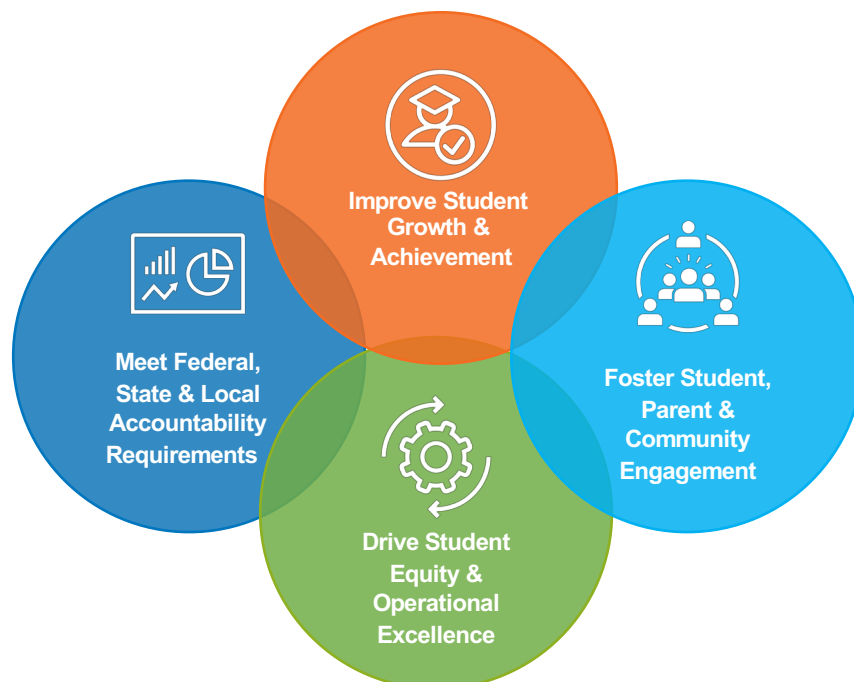 Improve Student
Growth &
Achievement
Meet Federal,
State & Local
Accountability
Requirements
Foster Student,
Parent &
Community
Engagement
Drive Student
Equity &
Operational
Excellence